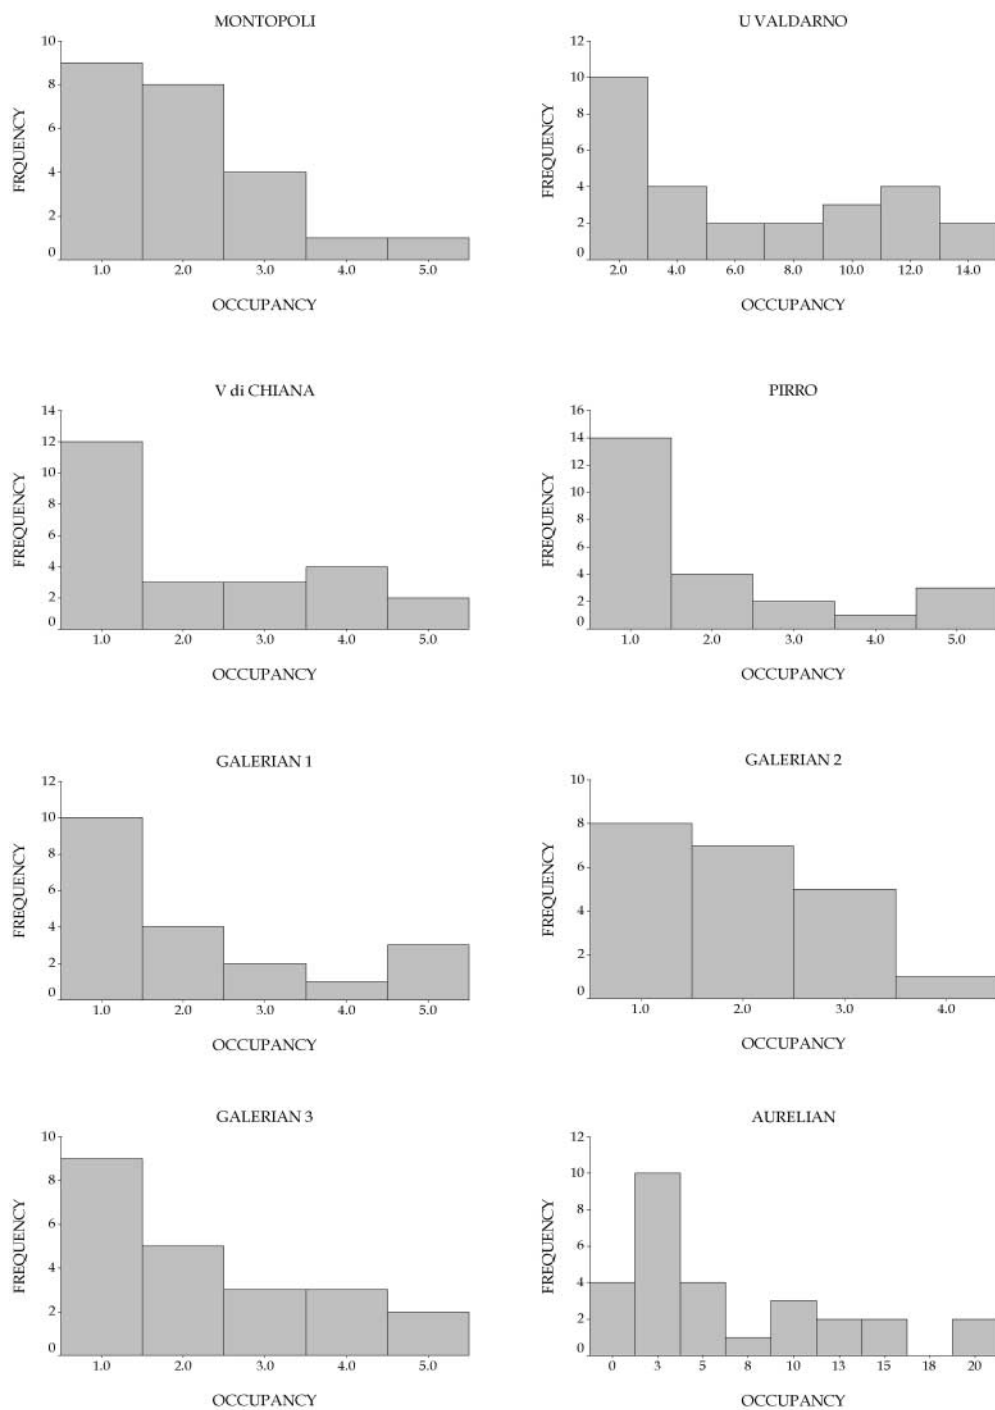 MONTOPOLI
10
8
6
4
2
0
FRQUENCY
1.0 2.0 3.0 4.0 5.0
OCCUPANCY
U VALDARNO
12
10
8
6
4
2
0
FREQUENCY
2.0 4.0 6.0 8.0 10.0 12.0 14.0
OCCUPANCY
V di CHIANA
14
12
10
8
6
4
2
0
FREQUENCY
1.0 2.0 3.0 4.0 5.0
OCCUPANCY
PIRRO
16
14
12
10
8
6
4
2
0
FREQUENCY
1.0 2.0 3.0 4.0 5.0
OCCUPANCY
GALERIAN 1
12
10
8
6
4
2
0
FREQUENCY
1.0 2.0 3.0 4.0 5.0
OCCUPANCY
GALERIAN 2
10
8
6
4
2
0
FREQUENCY
1.0 2.0 3.0 4.0
OCCUPANCY
GALERIAN 3
10
8
6
4
2
0
FREQUENCY
1.0 2.0 3.0 4.0 5.0
OCCUPANCY
AURELIAN
12
10
8
6
4
2
0
FREQUENCY
0 3 5 8 10 13 15 18 20
OCCUPANCY